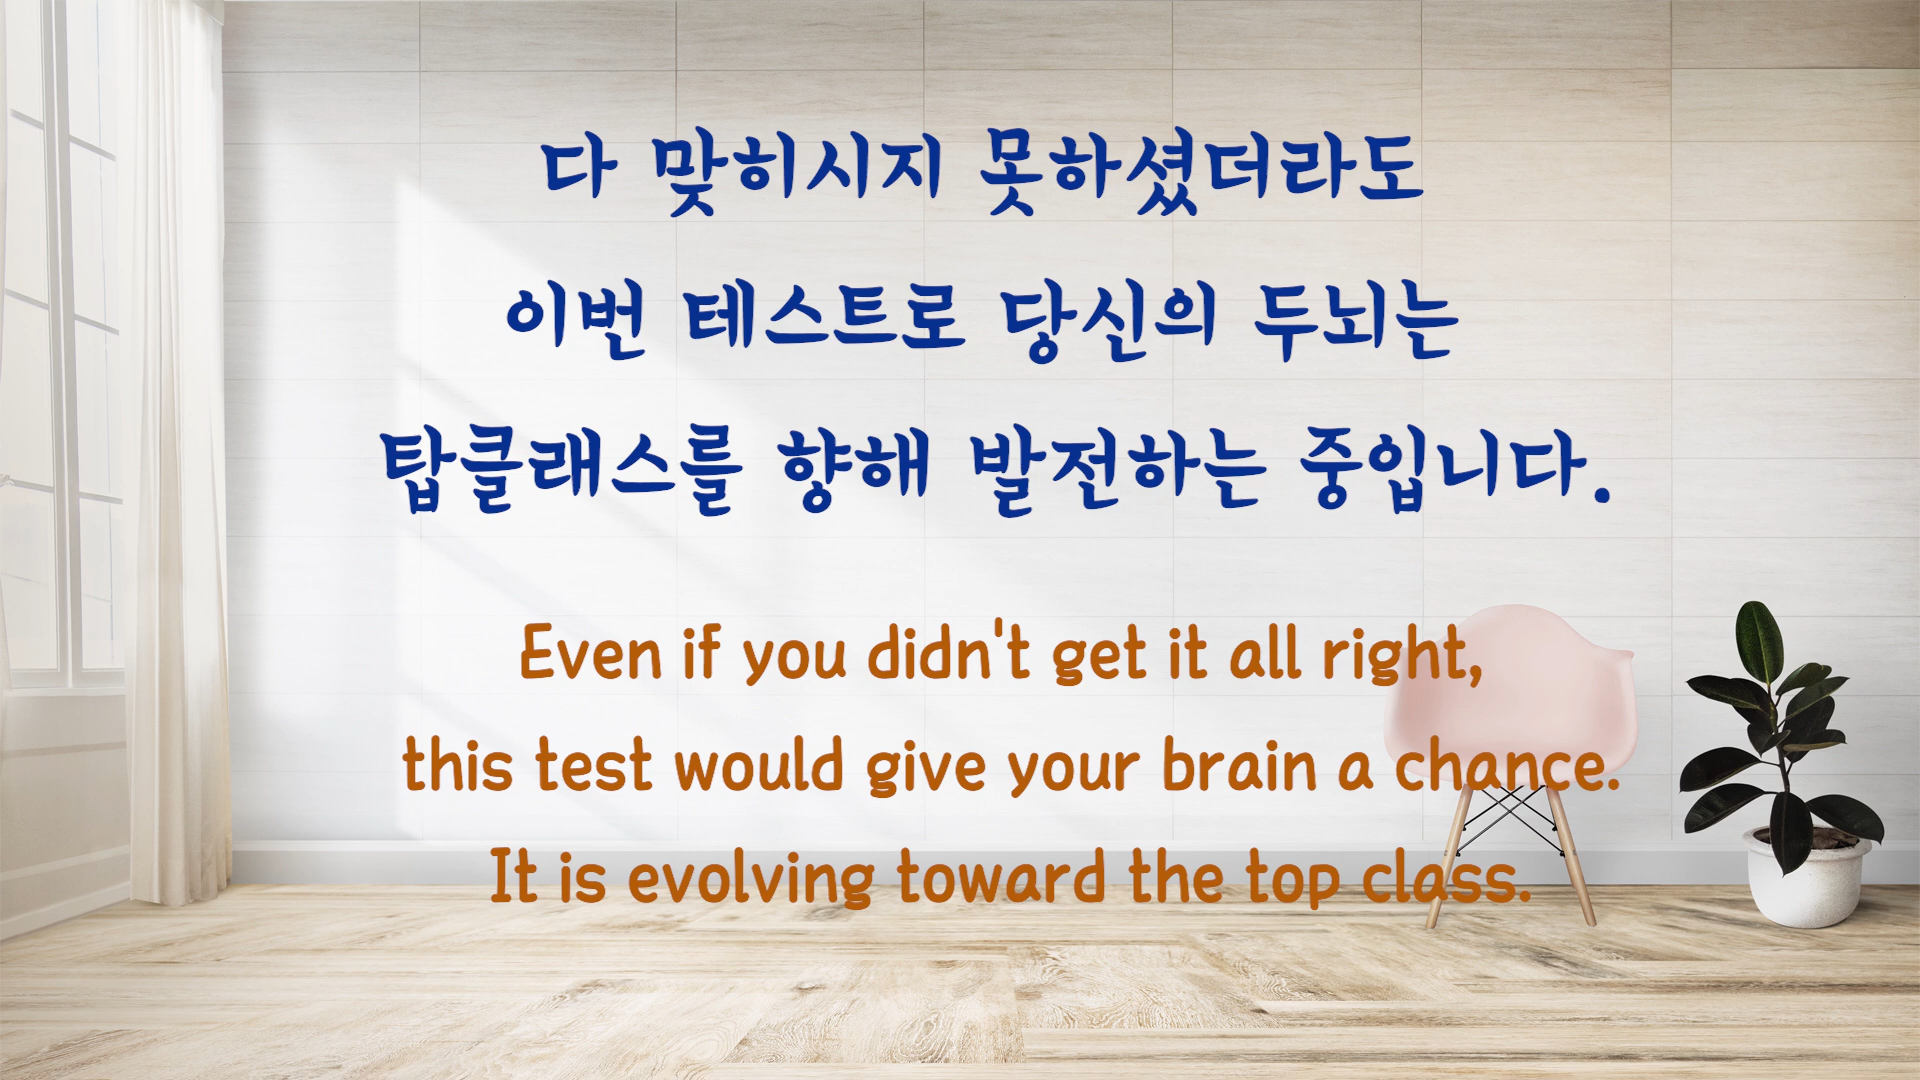 다 맞히시지 못하셨더라도
이번 테스트로 당신의 두뇌는
탑클래스를 향해 발전하는 중입니다.
Even if you didn't get it all right,
this test would give your brain a chance.
It is evolving toward the top class.